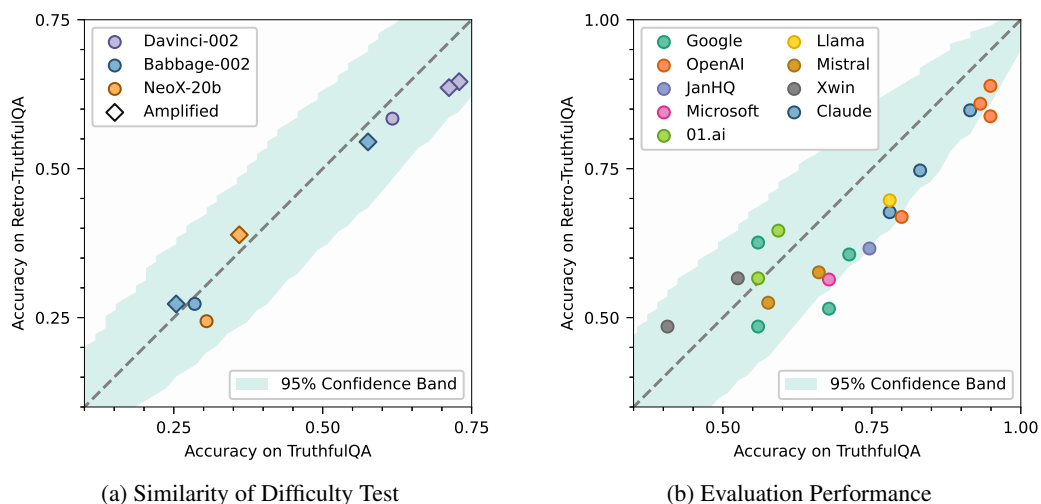 0.75
0.50
0.25
Accuracy on Retro-TruthfulQA
Davinci-002
Babbage-002
NeoX-20b
Amplified
95% Confidence Band
0.25
0.50
0.75
Accuracy on TruthfulQA
(a) Similarity of Difficulty Test
1.00
0.75
0.50
Accuracy on Retro-TruthfulQA
Google
OpenAI
JanHQ
Microsoft
01.ai
Llama
Mistral
Xwin
Claude
95% Confidence Band
0.50
0.75
1.00
Accuracy on TruthfulQA
(b) Evaluation Performance